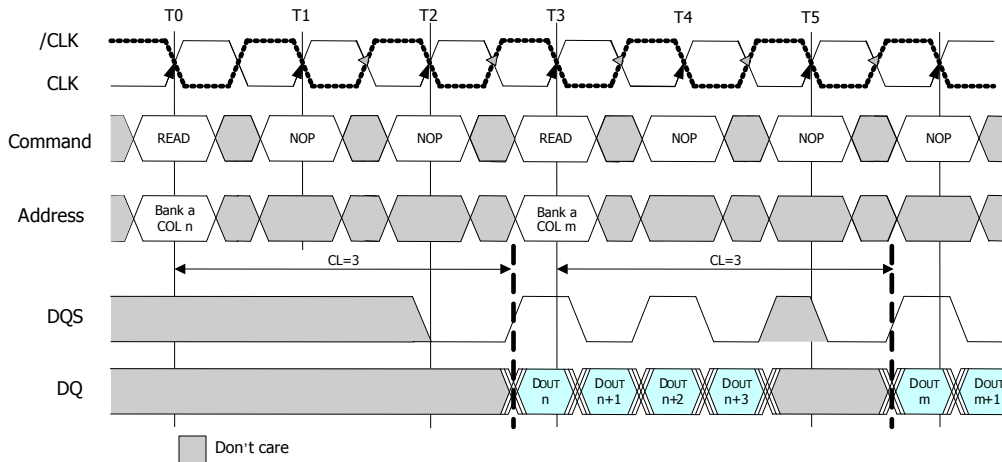 T0 T1 T2 T3 T4 T5
/CLK
CLK
Command READ NOP NOP READ NOP NOP NOP
Address
Bank a
COL n
Bank a
COL m
CL=3 CL=3
DQS
DQ
DOUT
n
DOUT
n+1
DOUT
n+2
DOUT
n+3
DOUT
m
DOUT
m+1
Don't care